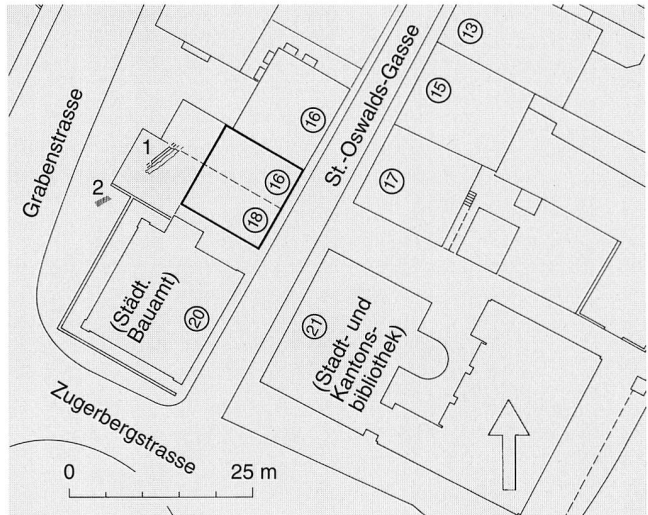 Grabenstrasse
St.-Oswalds-Gasse
13
15
16
16
17
18
1
2
(Städt.
Bauamt)
20
21
(Stadt- und
Kantons-
bibliothek)
Zugerbergstrasse
0 25 m